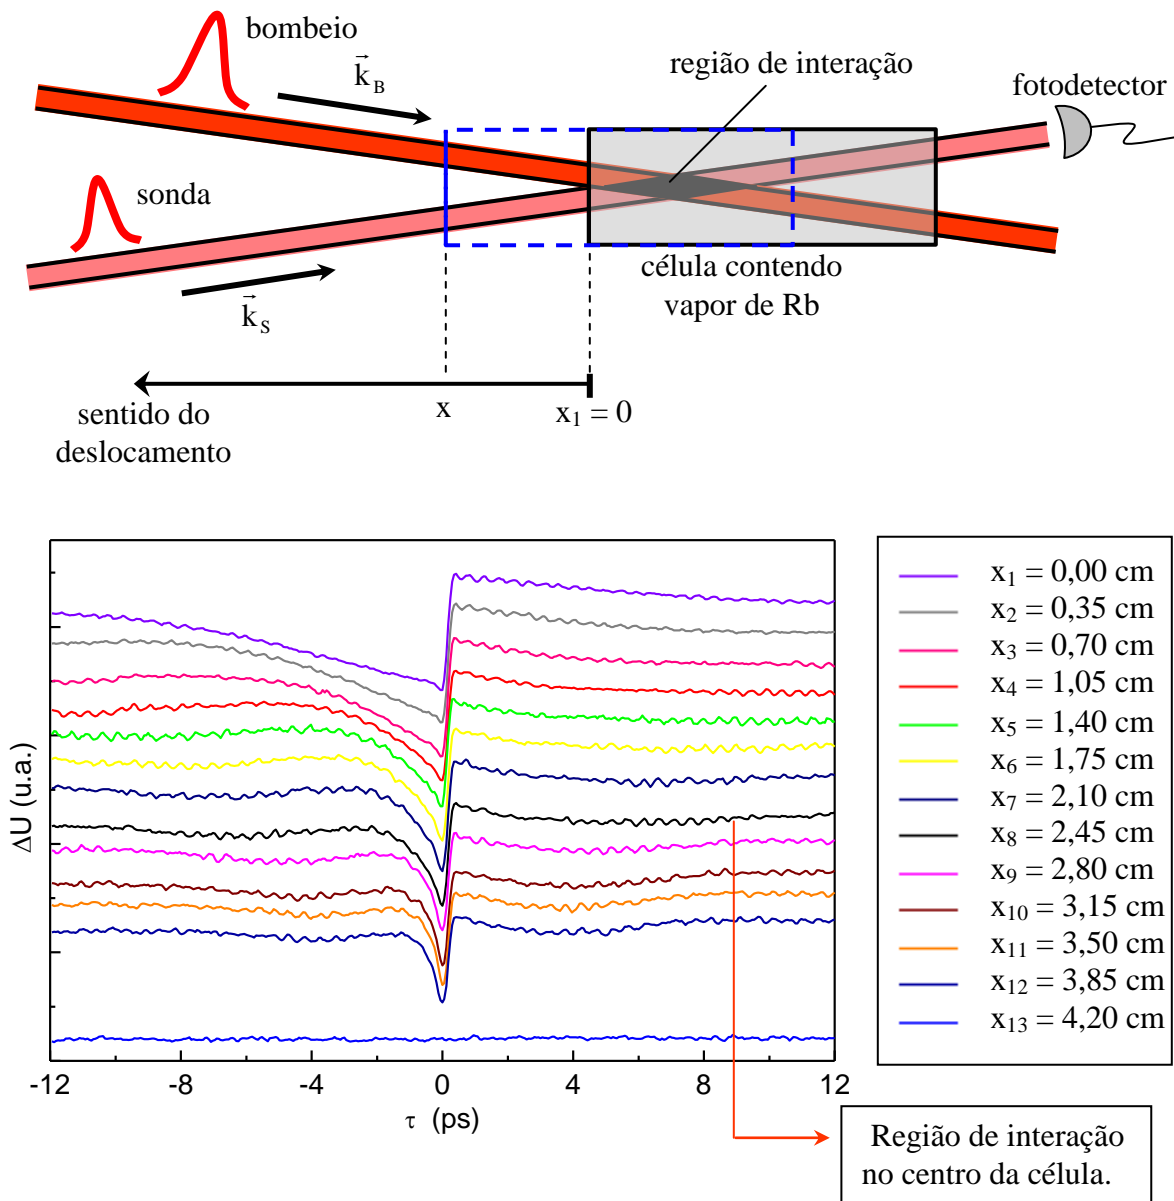 bombeio
k⃗_B
região de interação
fotodetector
sonda
k⃗_S
célula contendo
vapor de Rb
x
x₁ = 0
sentido do
deslocamento
ΔU (u.a.)
-12
-8
-4
0
4
8
12
τ (ps)
x₁ = 0,00 cm
x₂ = 0,35 cm
x₃ = 0,70 cm
x₄ = 1,05 cm
x₅ = 1,40 cm
x₆ = 1,75 cm
x₇ = 2,10 cm
x₈ = 2,45 cm
x₉ = 2,80 cm
x₁₀ = 3,15 cm
x₁₁ = 3,50 cm
x₁₂ = 3,85 cm
x₁₃ = 4,20 cm
Região de interação
no centro da célula.